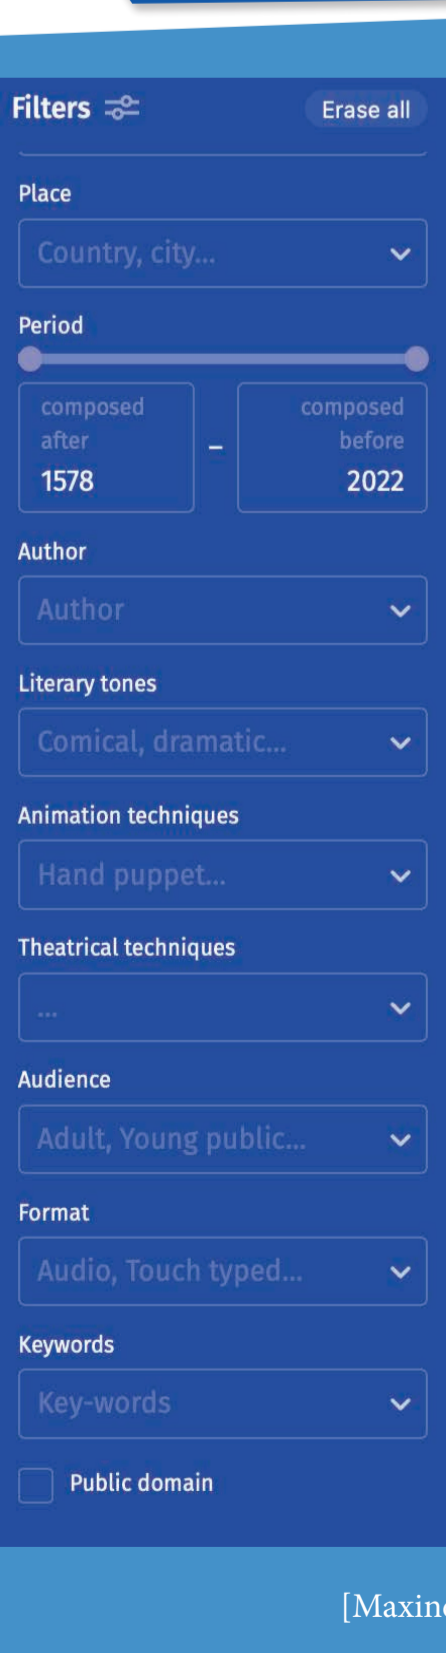 Filters
Erase all
Place
Country, city...
Period
composed
after
1578
–
composed
before
2022
Author
Author
Literary tones
Comical, dramatic...
Animation techniques
Hand puppet...
Theatrical techniques
...
Audience
Adult, Young public...
Format
Audio, Touch typed...
Keywords
Key-words
Public domain